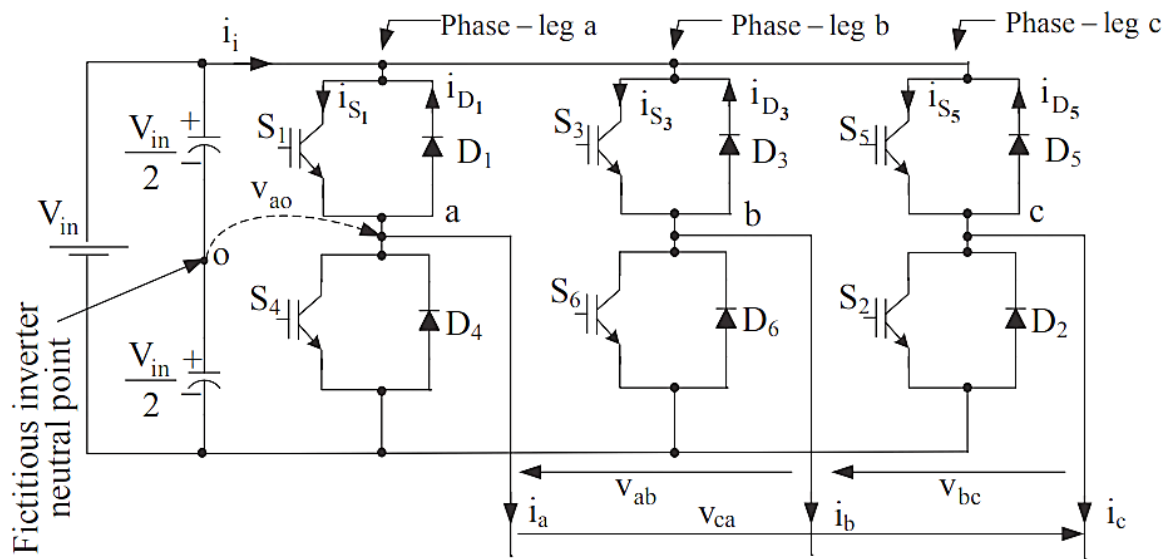 Phase – leg a
Phase – leg b
Phase – leg c
i_i
i_S1
i_D1
i_S3
i_D3
i_S5
i_D5
V_in/2
+
−
S_1
D_1
S_3
D_3
S_5
D_5
v_ao
a
b
c
V_in
o
S_4
D_4
S_6
D_6
S_2
D_2
V_in/2
+
−
Fictitious inverter
neutral point
v_ab
v_bc
i_a
v_ca
i_b
i_c